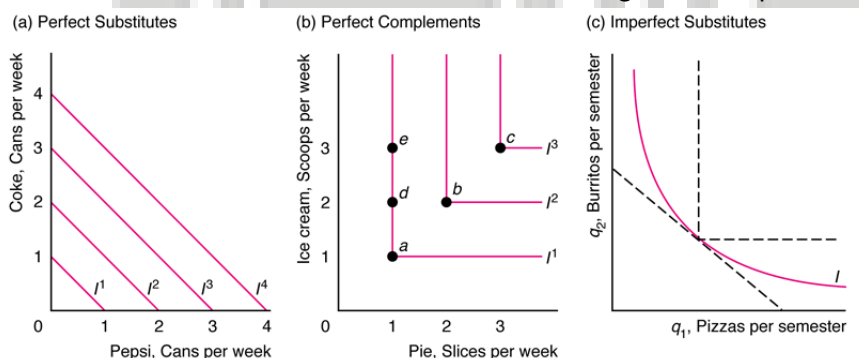 (a) Perfect Substitutes
Coke, Cans per week
4
3
2
1
0
I1
I2
I3
I4
1
2
3
4
Pepsi, Cans per week
(b) Perfect Complements
Ice cream, Scoops per week
3
2
1
0
e
d
a
b
c
I3
I2
I1
1
2
3
Pie, Slices per week
(c) Imperfect Substitutes
q2, Burritos per semester
I
0
q1, Pizzas per semester